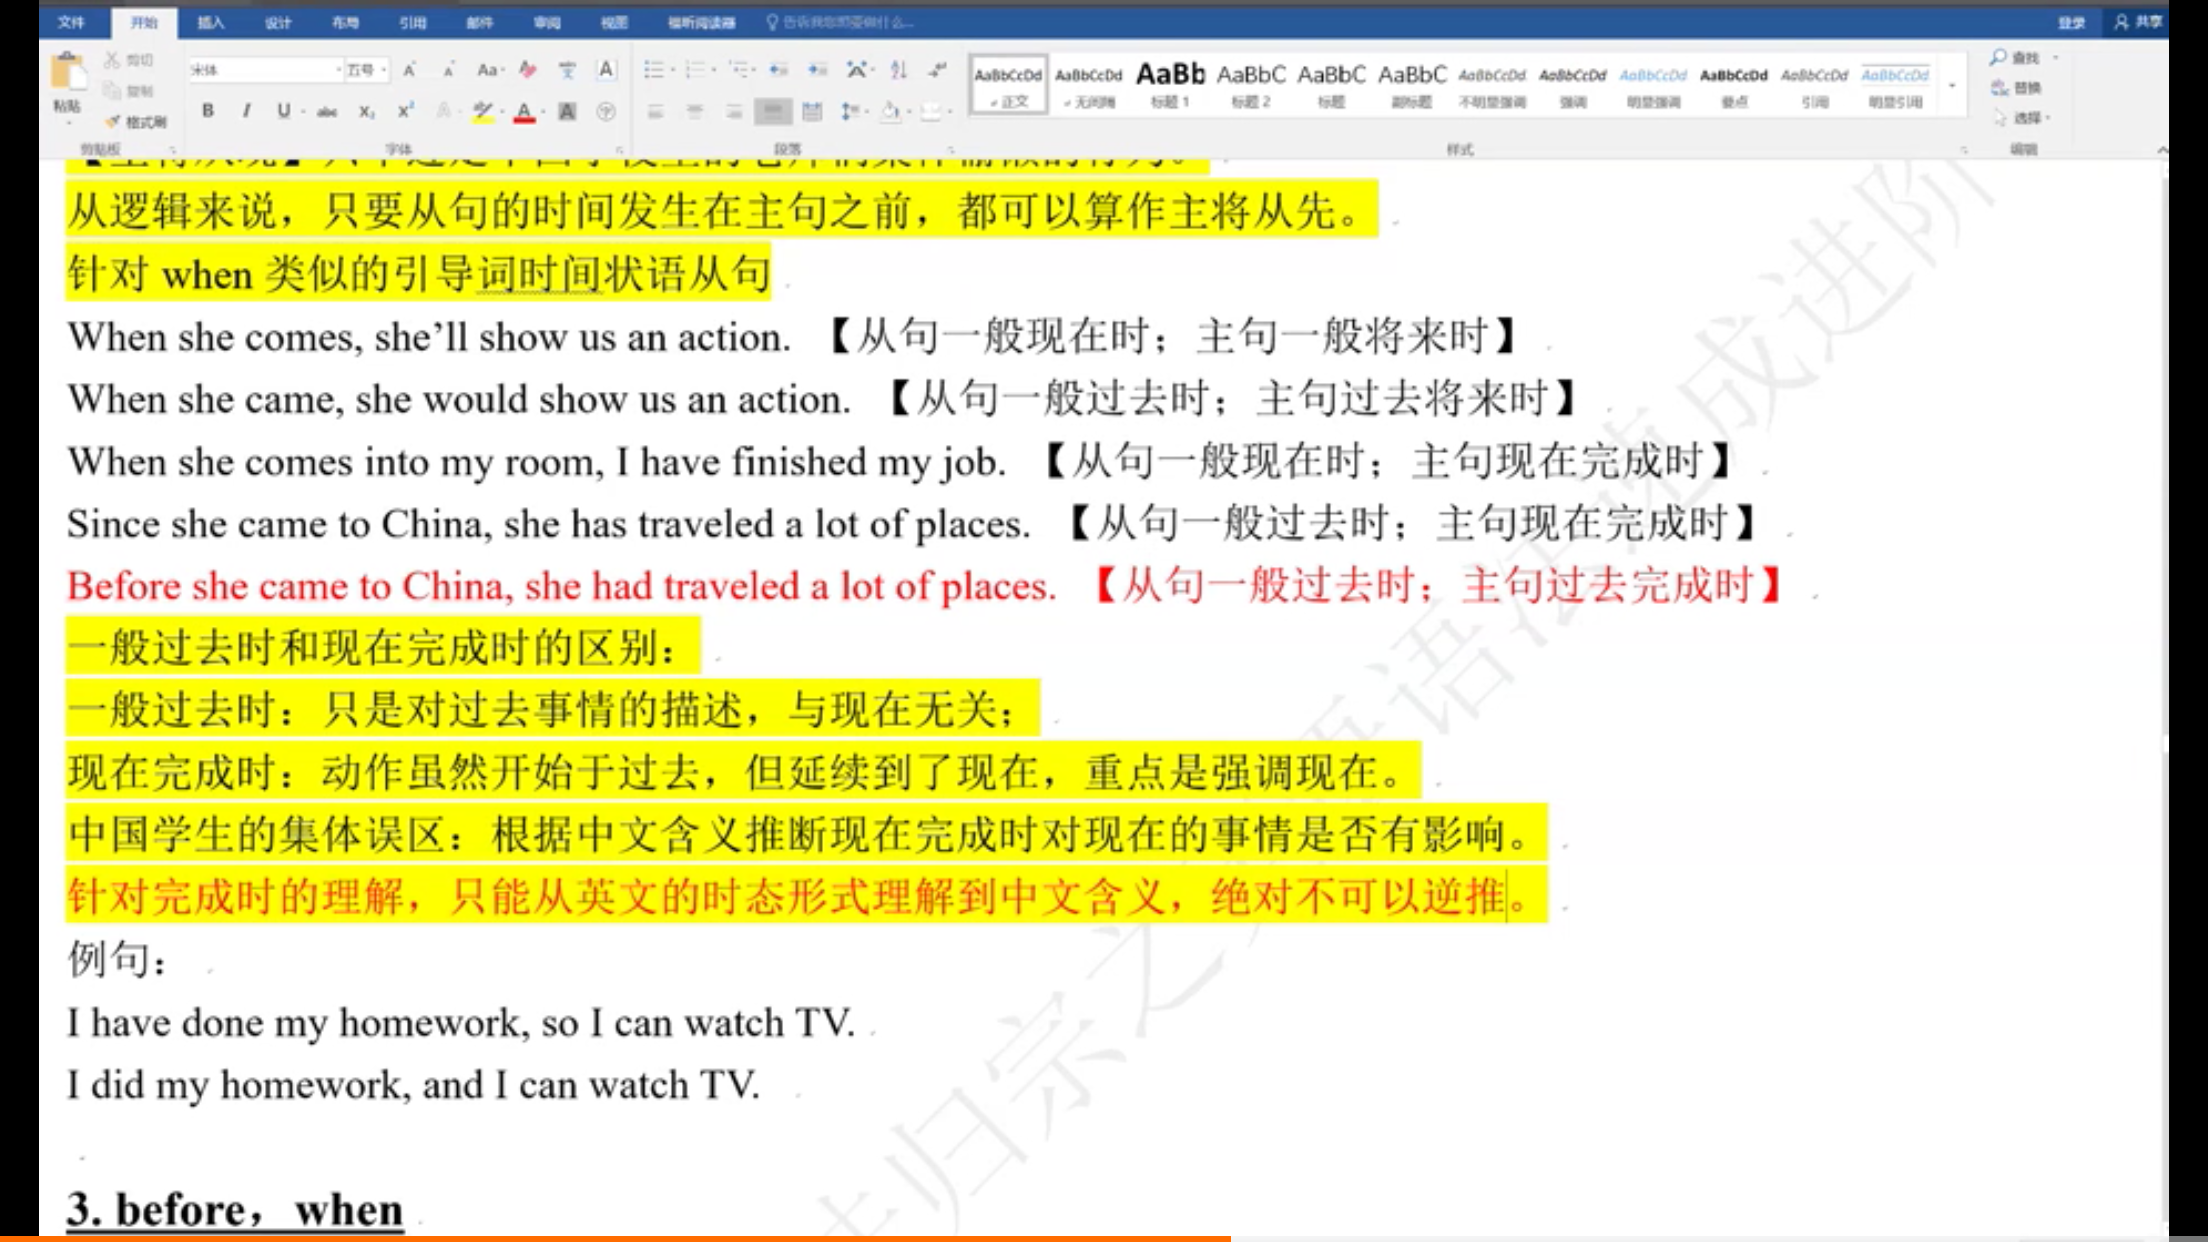 文件 开始 插入 设计 布局 引用 邮件 审阅 视图 福昕阅读器 告诉我您想要做什么... 登录 共享
剪切 宋体 五号 查找
粘贴 复制 替换
格式刷 选择
AaBbCcDd AaBbCcDd AaBb AaBbC AaBbC AaBbC AaBbCcDd AaBbCcDd AaBbCcDd AaBbCcDd AaBbCcDd AaBbCcDd
正文 无间隔 标题 1 标题 2 标题 副标题 不明显强调 强调 明显强调 要点 引用 明显引用
剪贴板 字体 段落 样式 编辑
从逻辑来说，只要从句的时间发生在主句之前，都可以算作主将从先。
针对 when 类似的引导词时间状语从句
When she comes, she’ll show us an action. 【从句一般现在时；主句一般将来时】
When she came, she would show us an action. 【从句一般过去时；主句过去将来时】
When she comes into my room, I have finished my job. 【从句一般现在时；主句现在完成时】
Since she came to China, she has traveled a lot of places. 【从句一般过去时；主句现在完成时】
Before she came to China, she had traveled a lot of places. 【从句一般过去时；主句过去完成时】
一般过去时和现在完成时的区别：
一般过去时：只是对过去事情的描述，与现在无关；
现在完成时：动作虽然开始于过去，但延续到了现在，重点是强调现在。
中国学生的集体误区：根据中文含义推断现在完成时对现在的事情是否有影响。
针对完成时的理解，只能从英文的时态形式理解到中文含义，绝对不可以逆推。
例句：
I have done my homework, so I can watch TV.
I did my homework, and I can watch TV.
3. before，when